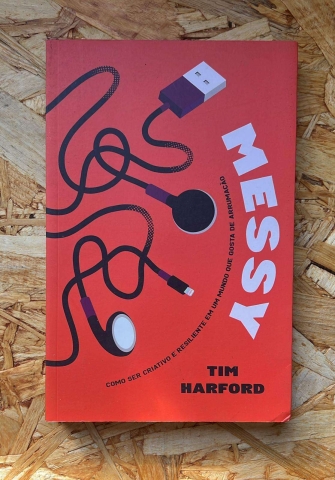 MESSY
COMO SER CRIATIVO E RESILIENTE EM UM MUNDO QUE GOSTA DE ARRUMAÇÃO
TIM
HARFORD